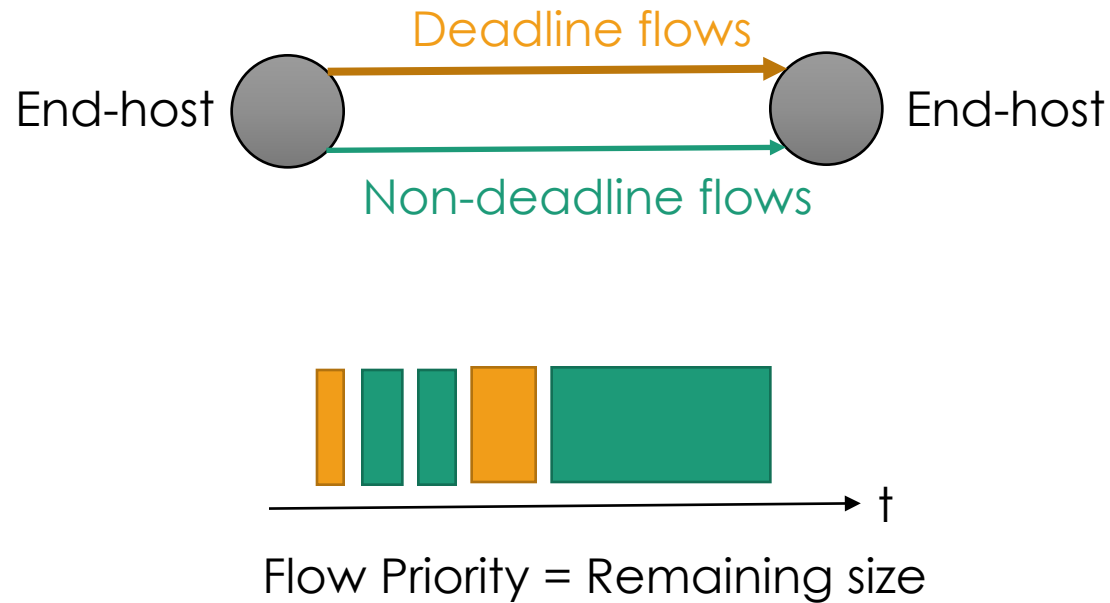 Deadline flows
End-host
End-host
Non-deadline flows
t
Flow Priority = Remaining size